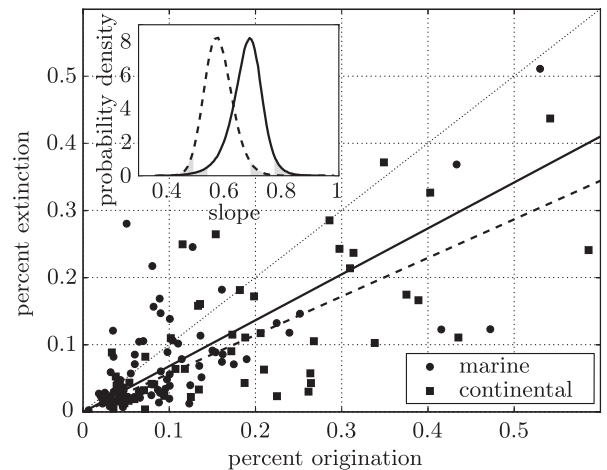 probability density
8
6
4
2
0
0.4 0.6 0.8 1
slope
percent extinction
0.5
0.4
0.3
0.2
0.1
0
marine
continental
0 0.1 0.2 0.3 0.4 0.5
percent origination